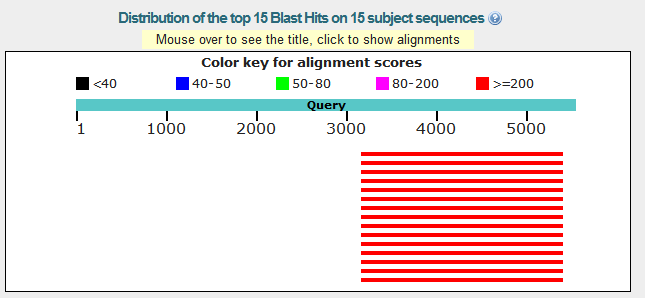 Distribution of the top 15 Blast Hits on 15 subject sequences ?
Mouse over to see the title, click to show alignments
Color key for alignment scores
<40 40-50 50-80 80-200 >=200
Query
1 1000 2000 3000 4000 5000